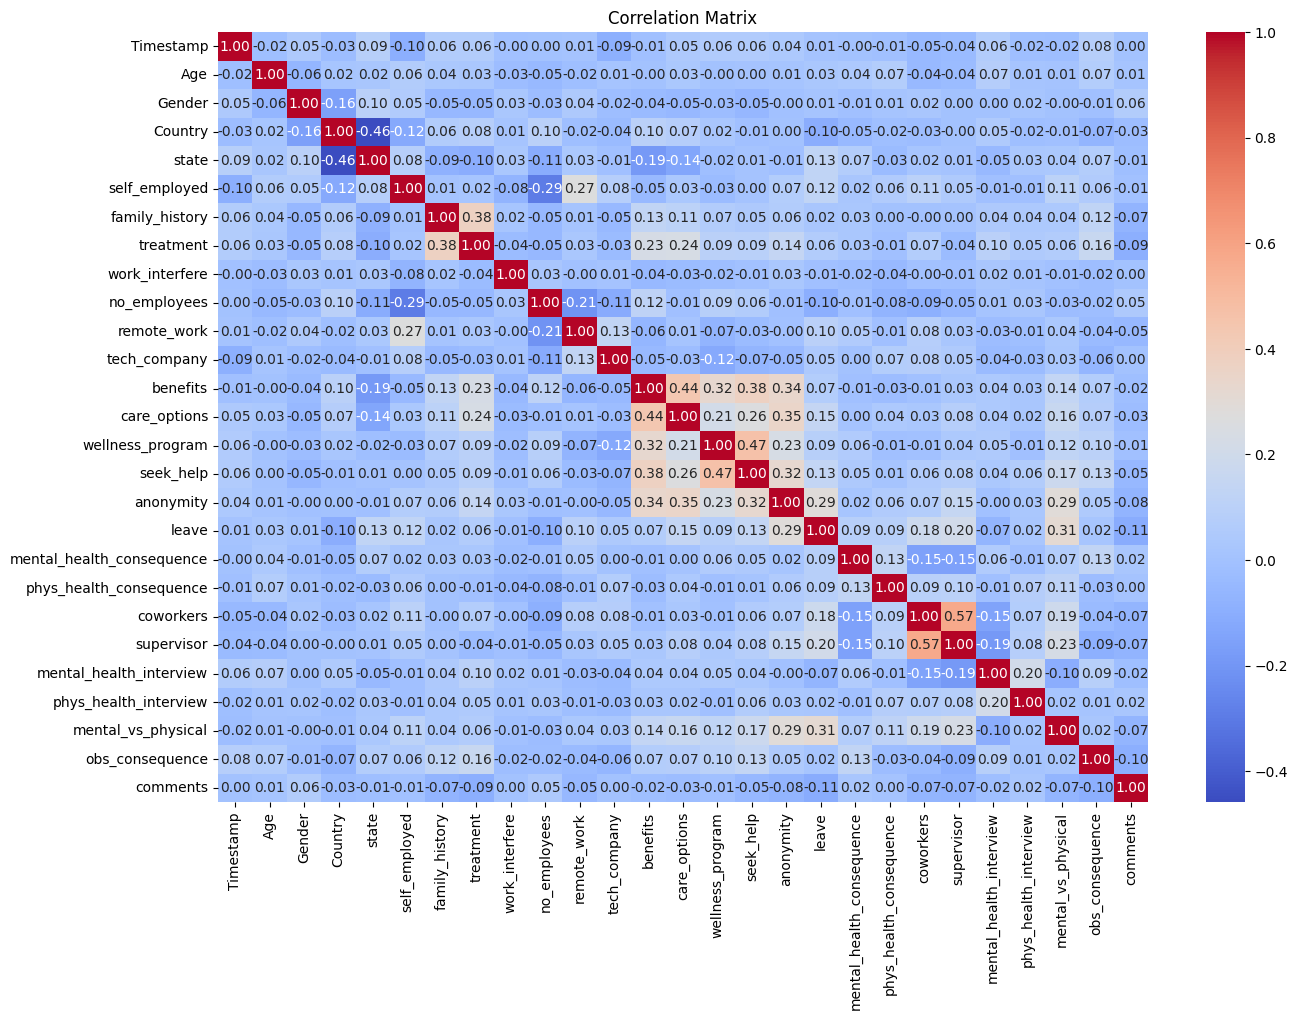 Correlation Matrix
Timestamp 1.00 -0.02 0.05 -0.03 0.09 -0.10 0.06 0.06 -0.00 0.00 0.01 -0.09 -0.01 0.05 0.06 0.06 0.04 0.01 -0.00 -0.01 -0.05 -0.04 0.06 -0.02 -0.02 0.08 0.00
Age -0.02 1.00 -0.06 0.02 0.02 0.06 0.04 0.03 -0.03 -0.05 -0.02 0.01 -0.00 0.03 -0.00 0.00 0.01 0.03 0.04 0.07 -0.04 -0.04 0.07 0.01 0.01 0.07 0.01
Gender 0.05 -0.06 1.00 -0.16 0.10 0.05 -0.05 -0.05 0.03 -0.03 0.04 -0.02 -0.04 -0.05 -0.03 -0.05 -0.00 0.01 -0.01 0.01 0.02 0.00 0.00 0.02 -0.00 -0.01 0.06
Country -0.03 0.02 -0.16 1.00 -0.46 -0.12 0.06 0.08 0.01 0.10 -0.02 -0.04 0.10 0.07 0.02 -0.01 0.00 -0.10 -0.05 -0.02 -0.03 -0.00 0.05 -0.02 -0.01 -0.07 -0.03
state 0.09 0.02 0.10 -0.46 1.00 0.08 -0.09 -0.10 0.03 -0.11 0.03 -0.01 -0.19 -0.14 -0.02 0.01 -0.01 0.13 0.07 -0.03 0.02 0.01 -0.05 0.03 0.04 0.07 -0.01
self_employed -0.10 0.06 0.05 -0.12 0.08 1.00 0.01 0.02 -0.08 -0.29 0.27 0.08 -0.05 0.03 -0.03 0.00 0.07 0.12 0.02 0.06 0.11 0.05 -0.01 -0.01 0.11 0.06 -0.01
family_history 0.06 0.04 -0.05 0.06 -0.09 0.01 1.00 0.38 0.02 -0.05 0.01 -0.05 0.13 0.11 0.07 0.05 0.06 0.02 0.03 0.00 -0.00 0.00 0.04 0.04 0.04 0.12 -0.07
treatment 0.06 0.03 -0.05 0.08 -0.10 0.02 0.38 1.00 -0.04 -0.05 0.03 -0.03 0.23 0.24 0.09 0.09 0.14 0.06 0.03 -0.01 0.07 -0.04 0.10 0.05 0.06 0.16 -0.09
work_interfere -0.00 -0.03 0.03 0.01 0.03 -0.08 0.02 -0.04 1.00 0.03 -0.00 0.01 -0.04 -0.03 -0.02 -0.01 0.03 -0.01 -0.02 -0.04 -0.00 -0.01 0.02 0.01 -0.01 -0.02 0.00
no_employees 0.00 -0.05 -0.03 0.10 -0.11 -0.29 -0.05 -0.05 0.03 1.00 -0.21 -0.11 0.12 -0.01 0.09 0.06 -0.01 -0.10 -0.01 -0.08 -0.09 -0.05 0.01 0.03 -0.03 -0.02 0.05
remote_work 0.01 -0.02 0.04 -0.02 0.03 0.27 0.01 0.03 -0.00 -0.21 1.00 0.13 -0.06 0.01 -0.07 -0.03 -0.00 0.10 0.05 -0.01 0.08 0.03 -0.03 -0.01 0.04 -0.04 -0.05
tech_company -0.09 0.01 -0.02 -0.04 -0.01 0.08 -0.05 -0.03 0.01 -0.11 0.13 1.00 -0.05 -0.03 -0.12 -0.07 -0.05 0.05 0.00 0.07 0.08 0.05 -0.04 -0.03 0.03 -0.06 0.00
benefits -0.01 -0.00 -0.04 0.10 -0.19 -0.05 0.13 0.23 -0.04 0.12 -0.06 -0.05 1.00 0.44 0.32 0.38 0.34 0.07 -0.01 -0.03 -0.01 0.03 0.04 0.03 0.14 0.07 -0.02
care_options 0.05 0.03 -0.05 0.07 -0.14 0.03 0.11 0.24 -0.03 -0.01 0.01 -0.03 0.44 1.00 0.21 0.26 0.35 0.15 0.00 0.04 0.03 0.08 0.04 0.02 0.16 0.07 -0.03
wellness_program 0.06 -0.00 -0.03 0.02 -0.02 -0.03 0.07 0.09 -0.02 0.09 -0.07 -0.12 0.32 0.21 1.00 0.47 0.23 0.09 0.06 -0.01 -0.01 0.04 0.05 -0.01 0.12 0.10 -0.01
seek_help 0.06 0.00 -0.05 -0.01 0.01 0.00 0.05 0.09 -0.01 0.06 -0.03 -0.07 0.38 0.26 0.47 1.00 0.32 0.13 0.05 0.01 0.06 0.08 0.04 0.06 0.17 0.13 -0.05
anonymity 0.04 0.01 -0.00 0.00 -0.01 0.07 0.06 0.14 0.03 -0.01 -0.00 -0.05 0.34 0.35 0.23 0.32 1.00 0.29 0.02 0.06 0.07 0.15 -0.00 0.03 0.29 0.05 -0.08
leave 0.01 0.03 0.01 -0.10 0.13 0.12 0.02 0.06 -0.01 -0.10 0.10 0.05 0.07 0.15 0.09 0.13 0.29 1.00 0.09 0.09 0.18 0.20 -0.07 0.02 0.31 0.02 -0.11
mental_health_consequence -0.00 0.04 -0.01 -0.05 0.07 0.02 0.03 0.03 -0.02 -0.01 0.05 0.00 -0.01 0.00 0.06 0.05 0.02 0.09 1.00 0.13 -0.15 -0.15 0.06 -0.01 0.07 0.13 0.02
phys_health_consequence -0.01 0.07 0.01 -0.02 -0.03 0.06 0.00 -0.01 -0.04 -0.08 -0.01 0.07 -0.03 0.04 -0.01 0.01 0.06 0.09 0.13 1.00 0.09 0.10 -0.01 0.07 0.11 -0.03 0.00
coworkers -0.05 -0.04 0.02 -0.03 0.02 0.11 -0.00 0.07 -0.00 -0.09 0.08 0.08 -0.01 0.03 -0.01 0.06 0.07 0.18 -0.15 0.09 1.00 0.57 -0.15 0.07 0.19 -0.04 -0.07
supervisor -0.04 -0.04 0.00 -0.00 0.01 0.05 0.00 -0.04 -0.01 -0.05 0.03 0.05 0.03 0.08 0.04 0.08 0.15 0.20 -0.15 0.10 0.57 1.00 -0.19 0.08 0.23 -0.09 -0.07
mental_health_interview 0.06 0.07 0.00 0.05 -0.05 -0.01 0.04 0.10 0.02 0.01 -0.03 -0.04 0.04 0.04 0.05 0.04 -0.00 -0.07 0.06 -0.01 -0.15 -0.19 1.00 0.20 -0.10 0.09 -0.02
phys_health_interview -0.02 0.01 0.02 -0.02 0.03 -0.01 0.04 0.05 0.01 0.03 -0.01 -0.03 0.03 0.02 -0.01 0.06 0.03 0.02 -0.01 0.07 0.07 0.08 0.20 1.00 0.02 0.01 0.02
mental_vs_physical -0.02 0.01 -0.00 -0.01 0.04 0.11 0.04 0.06 -0.01 -0.03 0.04 0.03 0.14 0.16 0.12 0.17 0.29 0.31 0.07 0.11 0.19 0.23 -0.10 0.02 1.00 0.02 -0.07
obs_consequence 0.08 0.07 -0.01 -0.07 0.07 0.06 0.12 0.16 -0.02 -0.02 -0.04 -0.06 0.07 0.07 0.10 0.13 0.05 0.02 0.13 -0.03 -0.04 -0.09 0.09 0.01 0.02 1.00 -0.10
comments 0.00 0.01 0.06 -0.03 -0.01 -0.01 -0.07 -0.09 0.00 0.05 -0.05 0.00 -0.02 -0.03 -0.01 -0.05 -0.08 -0.11 0.02 0.00 -0.07 -0.07 -0.02 0.02 -0.07 -0.10 1.00
Timestamp
Age
Gender
Country
state
self_employed
family_history
treatment
work_interfere
no_employees
remote_work
tech_company
benefits
care_options
wellness_program
seek_help
anonymity
leave
mental_health_consequence
phys_health_consequence
coworkers
supervisor
mental_health_interview
phys_health_interview
mental_vs_physical
obs_consequence
comments
1.0
0.8
0.6
0.4
0.2
0.0
−0.2
−0.4